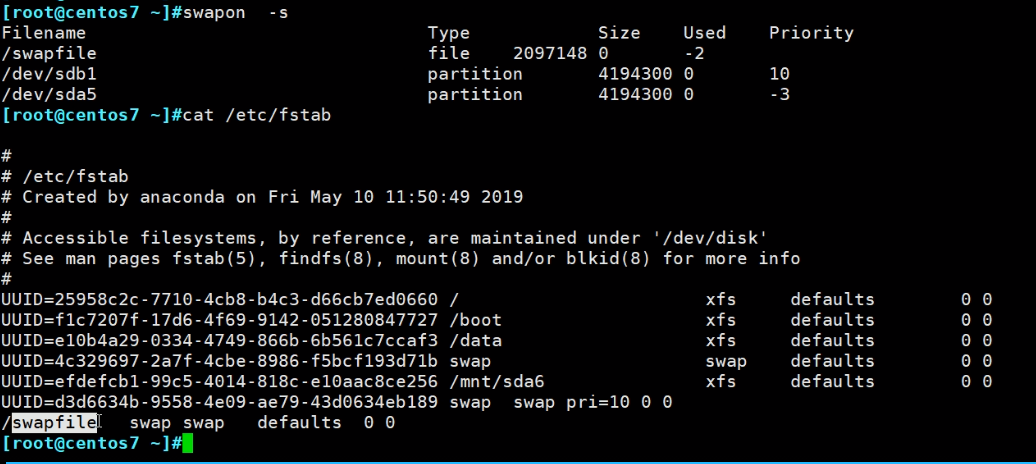 [root@centos7 ~]#swapon  -s
Filename                                Type            Size    Used    Priority
/swapfile                               file    2097148 0       -2
/dev/sdb1                               partition       4194300 0       10
/dev/sda5                               partition       4194300 0       -3
[root@centos7 ~]#cat /etc/fstab
#
# /etc/fstab
# Created by anaconda on Fri May 10 11:50:49 2019
#
# Accessible filesystems, by reference, are maintained under '/dev/disk'
# See man pages fstab(5), findfs(8), mount(8) and/or blkid(8) for more info
#
UUID=25958c2c-7710-4cb8-b4c3-d66cb7ed0660 /                       xfs     defaults        0 0
UUID=f1c7207f-17d6-4f69-9142-051280847727 /boot                   xfs     defaults        0 0
UUID=e10b4a29-0334-4749-866b-6b561c7ccaf3 /data                   xfs     defaults        0 0
UUID=4c329697-2a7f-4cbe-8986-f5bcf193d71b swap                    swap    defaults        0 0
UUID=efdefcb1-99c5-4014-818c-e10aac8ce256 /mnt/sda6               xfs     defaults        0 0
UUID=d3d6634b-9558-4e09-ae79-43d0634eb189 swap  swap pri=10 0 0
/swapfile   swap swap   defaults  0 0
[root@centos7 ~]#